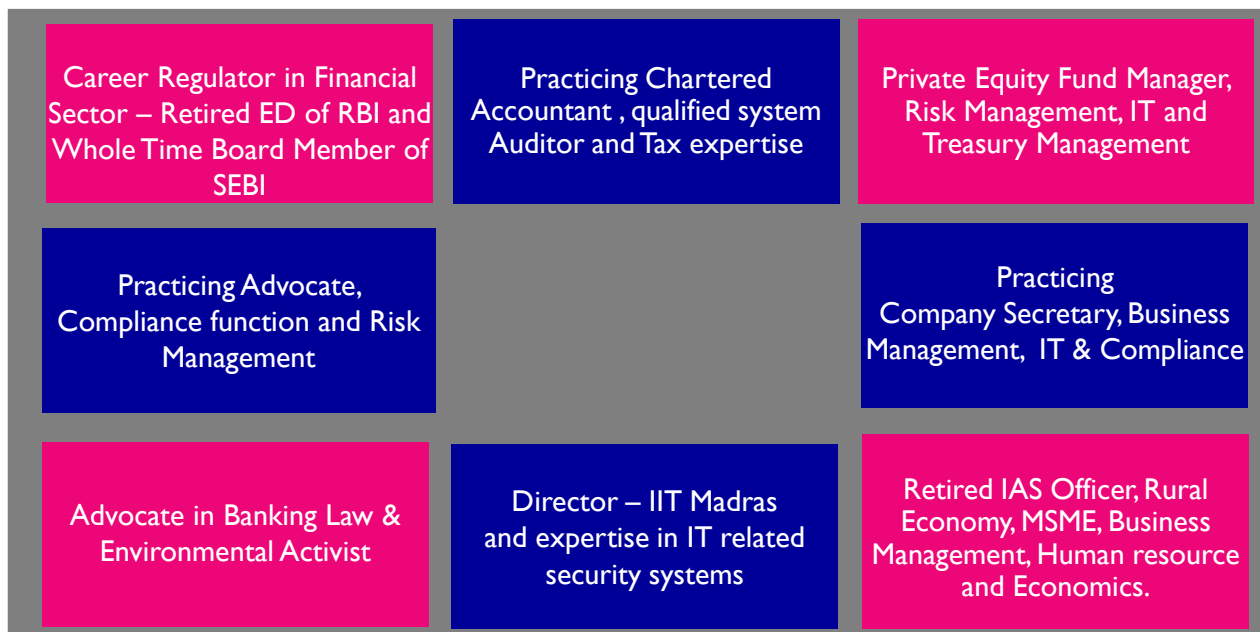 Career Regulator in Financial
Sector – Retired ED of RBI and
Whole Time Board Member of
SEBI
Practicing Chartered
Accountant , qualified system
Auditor and Tax expertise
Private Equity Fund Manager,
Risk Management, IT and
Treasury Management
Practicing Advocate,
Compliance function and Risk
Management
Practicing
Company Secretary, Business
Management, IT & Compliance
Advocate in Banking Law &
Environmental Activist
Director – IIT Madras
and expertise in IT related
security systems
Retired IAS Officer, Rural
Economy, MSME, Business
Management, Human resource
and Economics.